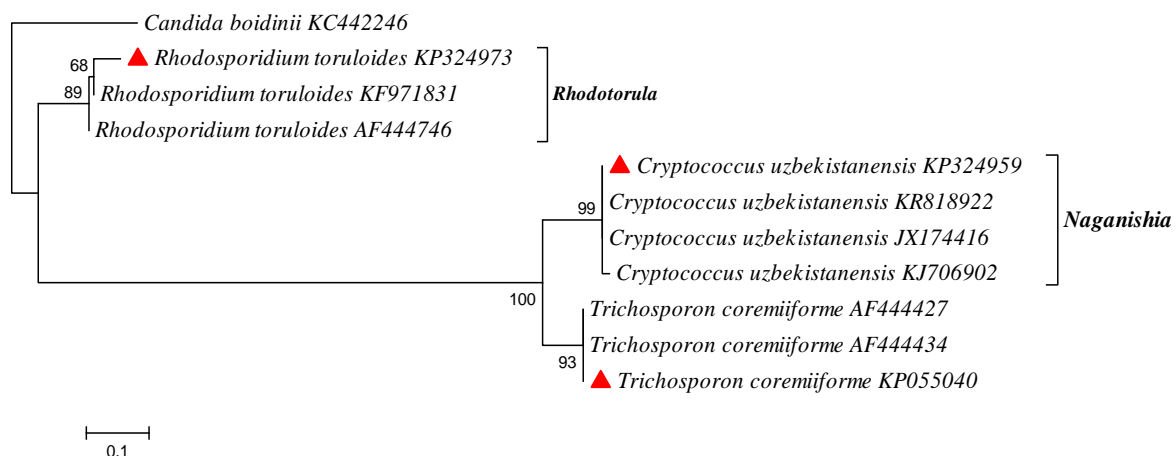 Candida boidinii KC442246
Rhodosporidium toruloides KP324973
68
Rhodosporidium toruloides KF971831
89
Rhodotorula
Rhodosporidium toruloides AF444746
Cryptococcus uzbekistanensis KP324959
Cryptococcus uzbekistanensis KR818922
99
Naganishia
Cryptococcus uzbekistanensis JX174416
Cryptococcus uzbekistanensis KJ706902
100
Trichosporon coremiiforme AF444427
Trichosporon coremiiforme AF444434
93
Trichosporon coremiiforme KP055040
0.1